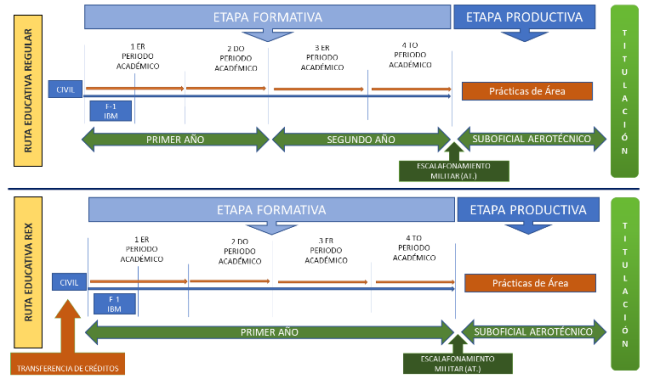 ETAPA FORMATIVA
ETAPA PRODUCTIVA
RUTA EDUCATIVA REGULAR
1 ER
PERIODO
ACADÉMICO
2 DO
PERIODO
ACADÉMICO
3 ER
PERIODO
ACADÉMICO
4 TO
PERIODO
ACADÉMICO
CIVIL
F-1
IBM
Prácticas de Área
PRIMER AÑO
SEGUNDO AÑO
SUBOFICIAL AEROTÉCNICO
ESCALAFONAMIENTO
MILITAR (AT.)
TITULACIÓN
ETAPA FORMATIVA
ETAPA PRODUCTIVA
RUTA EDUCATIVA REX
1 ER
PERIODO
ACADÉMICO
2 DO
PERIODO
ACADÉMICO
3 ER
PERIODO
ACADÉMICO
4 TO
PERIODO
ACADÉMICO
CIVIL
F-1
IBM
Prácticas de Área
PRIMER AÑO
SUBOFICIAL AEROTÉCNICO
ESCALAFONAMIENTO
MILITAR (AT.)
TRANSFERENCIA DE CRÉDITOS
TITULACIÓN